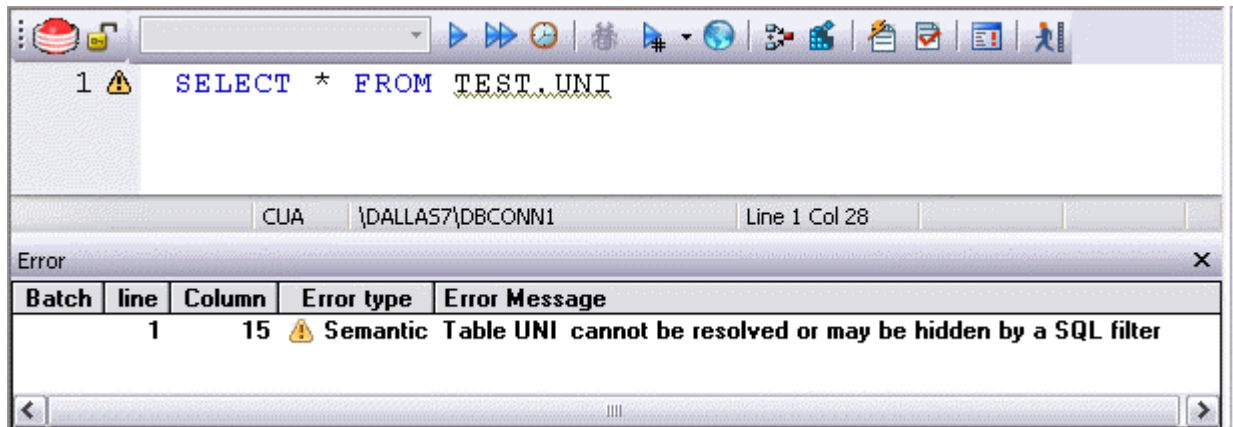 1 SELECT * FROM TEST.UNI
CUA \DALLAS7\DBCONN1 Line 1 Col 28
Error
Batch line Column Error type Error Message
1 15 Semantic Table UNI cannot be resolved or may be hidden by a SQL filter